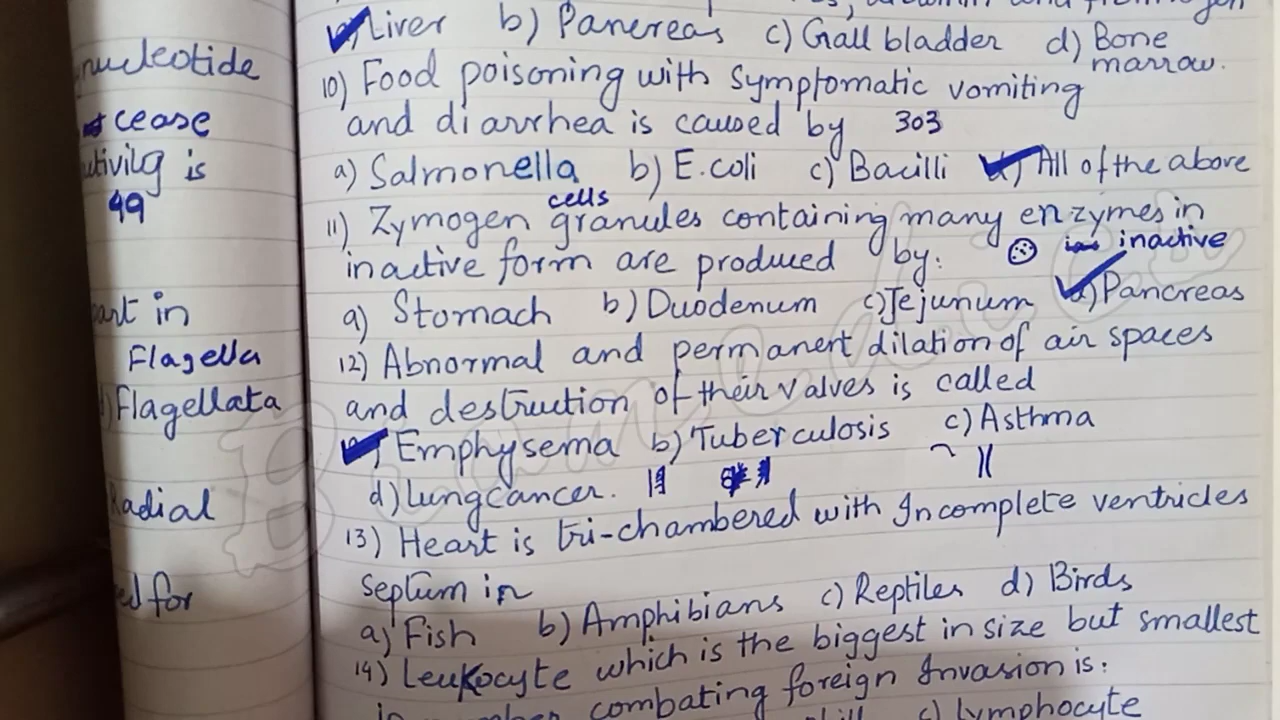 nucleotide
cease
is
49
art in
Flagella
Flagellata
Radial
ed for
a) Liver b) Pancreas c) Gall bladder d) Bone marrow.
10) Food poisoning with symptomatic vomiting
and diarrhea is caused by 303
a) Salmonella b) E.coli c) Bacilli d) All of the above
cells
11) Zymogen granules containing many enzymes in
inactive form are produced by: inactive
a) Stomach b) Duodenum c) Jejunum d) Pancreas
12) Abnormal and permanent dilation of air spaces
and destruction of their valves is called
a) Emphysema b) Tuberculosis c) Asthma
d) Lung cancer.
13) Heart is tri-chambered with Incomplete ventricles
septum in
a) Fish b) Amphibians c) Reptiles d) Birds
14) Leukocyte which is the biggest in size but smallest
in combating foreign Invasion is:
c) lymphocyte